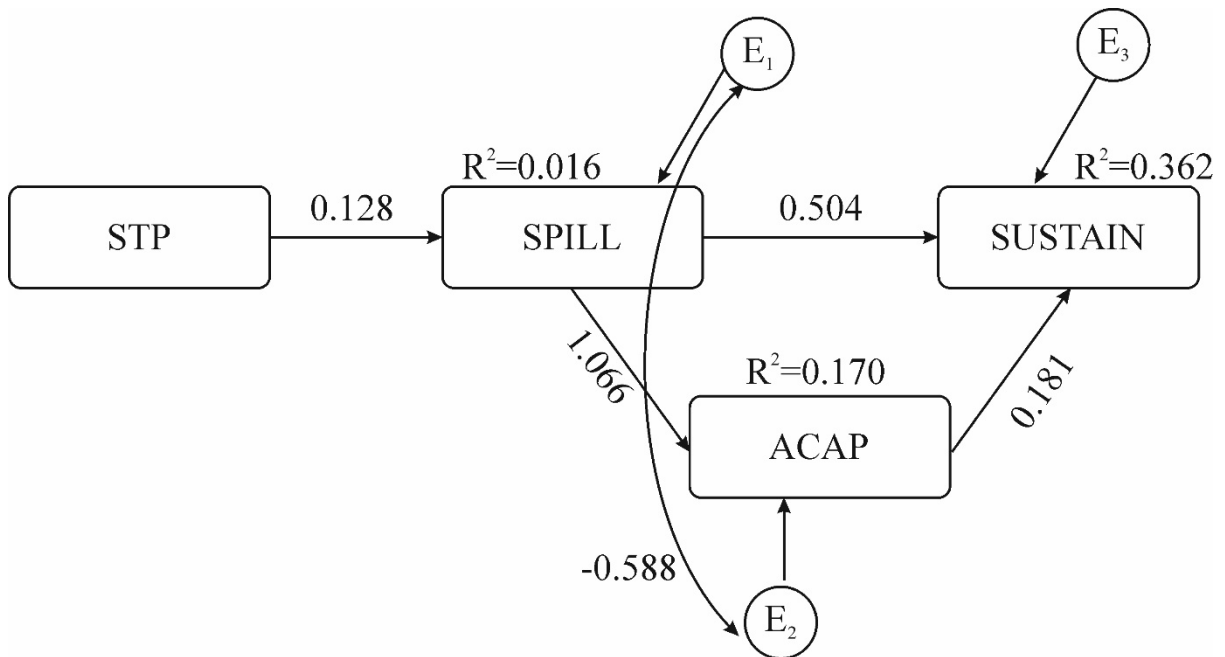 E₁
E₃
R²=0.016
R²=0.362
STP
0.128
SPILL
0.504
SUSTAIN
1.066
R²=0.170
0.181
ACAP
-0.588
E₂